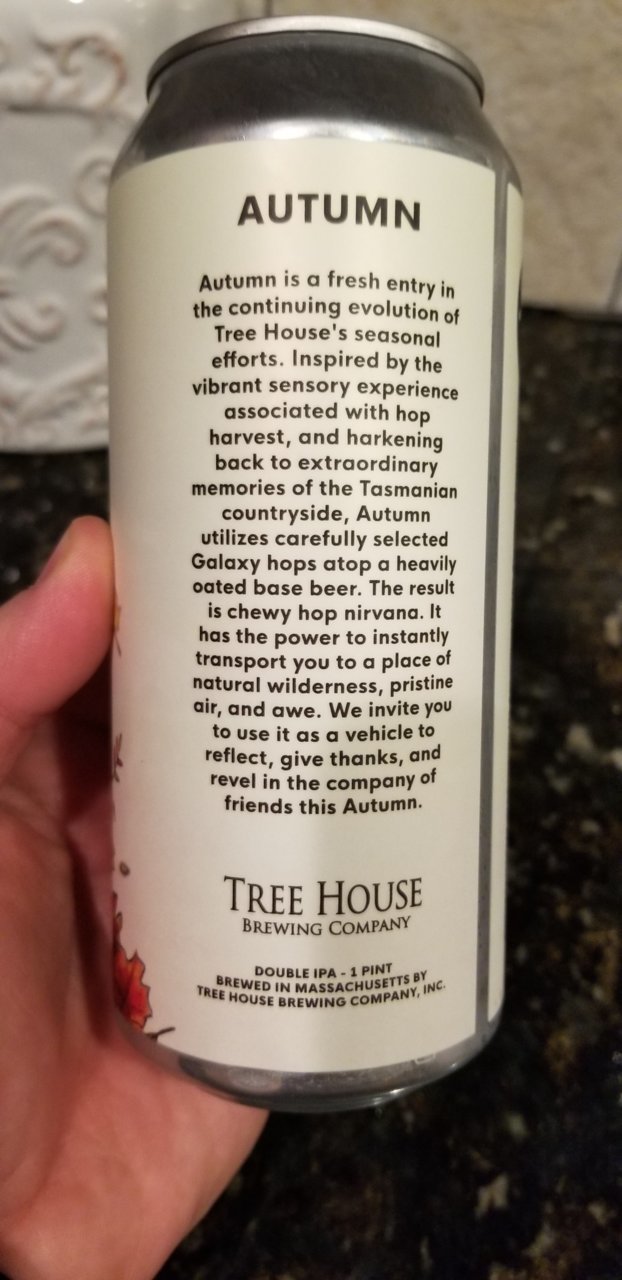 AUTUMN
Autumn is a fresh entry in
the continuing evolution of
Tree House's seasonal
efforts. Inspired by the
vibrant sensory experience
associated with hop
harvest, and harkening
back to extraordinary
memories of the Tasmanian
countryside, Autumn
utilizes carefully selected
Galaxy hops atop a heavily
oated base beer. The result
is chewy hop nirvana. It
has the power to instantly
transport you to a place of
natural wilderness, pristine
air, and awe. We invite you
to use it as a vehicle to
reflect, give thanks, and
revel in the company of
friends this Autumn.
TREE HOUSE
BREWING COMPANY
DOUBLE IPA - 1 PINT
BREWED IN MASSACHUSETTS BY
TREE HOUSE BREWING COMPANY, INC.